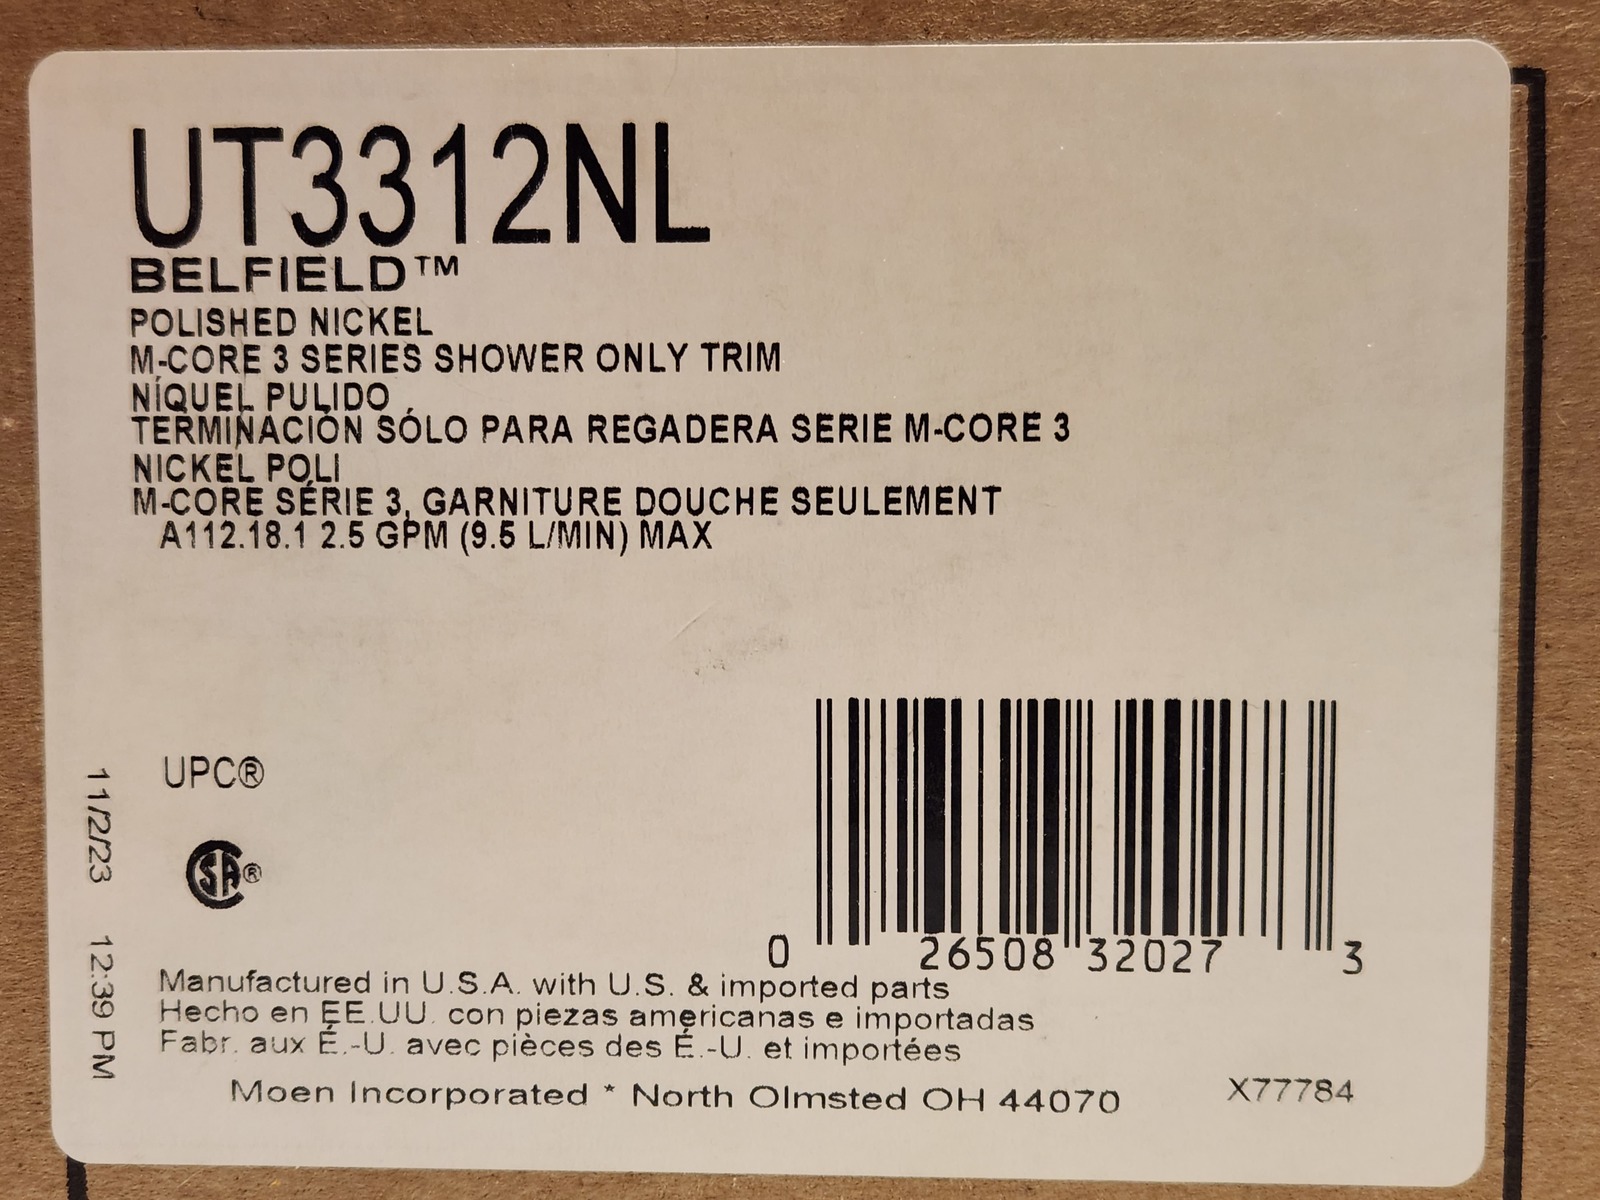 UT3312NL
BELFIELD™
POLISHED NICKEL
M-CORE 3 SERIES SHOWER ONLY TRIM
NÍQUEL PULIDO
TERMINACIÓN SÓLO PARA REGADERA SERIE M-CORE 3
NICKEL POLI
M-CORE SÉRIE 3, GARNITURE DOUCHE SEULEMENT
A112.18.1 2.5 GPM (9.5 L/MIN) MAX
UPC®
CSA®
11/2/23 12:39 PM
0 26508 32027 3
Manufactured in U.S.A. with U.S. & imported parts
Hecho en EE.UU. con piezas americanas e importadas
Fabr. aux É.-U. avec pièces des É.-U. et importées
Moen Incorporated * North Olmsted OH 44070
X77784